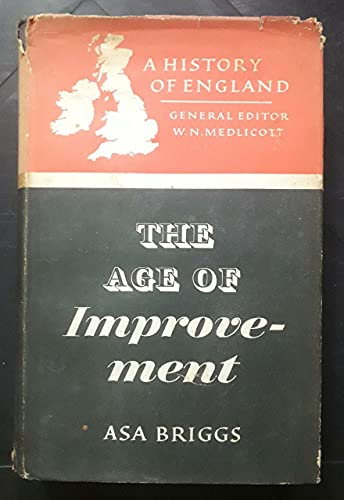 A HISTORY
OF ENGLAND
GENERAL EDITOR
W. N. MEDLICOTT
THE
AGE OF
Improve-
ment
ASA BRIGGS